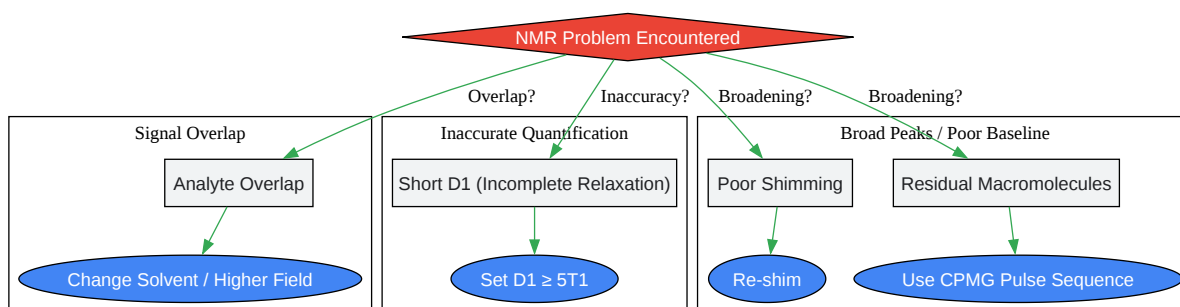 NMR Problem Encountered
Overlap?
Inaccuracy?
Broadening?
Broadening?
Signal Overlap
Inaccurate Quantification
Broad Peaks / Poor Baseline
Analyte Overlap
Short D1 (Incomplete Relaxation)
Poor Shimming
Residual Macromolecules
Change Solvent / Higher Field
Set D1 ≥ 5T1
Re-shim
Use CPMG Pulse Sequence